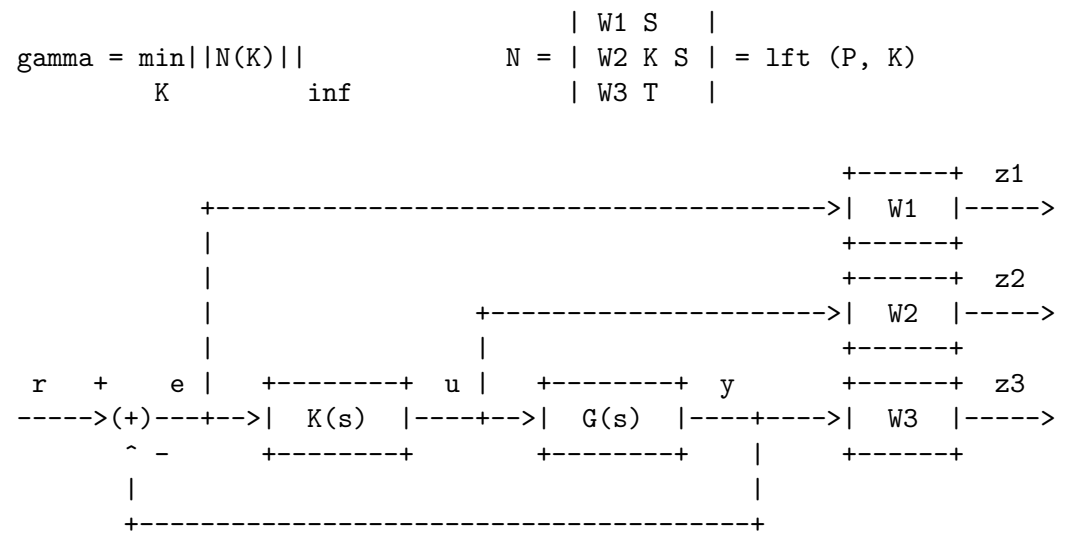 | W1 S |
gamma = min||N(K)|| N = | W2 K S | = lft (P, K)
K inf | W3 T |
+------+ z1
+---------------------------------------->| W1 |----->
| +------+
| +------+ z2
| +---------------------->| W2 |----->
| | +------+
r + e | +--------+ u | +--------+ y +------+ z3
----->(+)---+-->| K(s) |----+-->| G(s) |----+---->| W3 |----->
^ - +--------+ +--------+ | +------+
| |
+----------------------------------------+